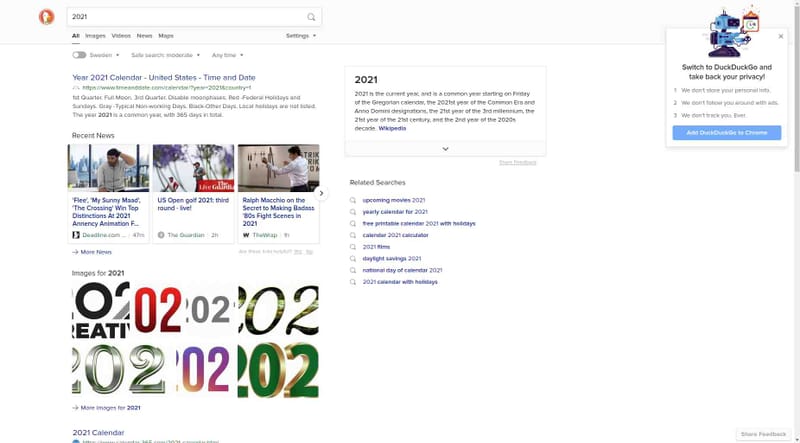 2021
All Images Videos News Maps Settings
Sweden Safe search: moderate Any time
Year 2021 Calendar - United States - Time and Date
https://www.timeanddate.com/calendar/?year=2021&country=1
1st Quarter. Full Moon. 3rd Quarter. Disable moonphases. Red -Federal Holidays and
Sundays. Gray -Typical Non-working Days. Black-Other Days. Local holidays are not listed.
The year 2021 is a common year, with 365 days in total.
Recent News
'Flee', 'My Sunny Maad',
'The Crossing' Win Top
Distinctions At 2021
Annency Animation F...
Deadline.com ... 47m
Live
US Open golf 2021: third
round - live!
The Guardian 2h
Ralph Macchio on the
Secret to Making Badass
'80s Fight Scenes in
2021
TheWrap 1h
More News
Are these links helpful? Yes No
Images for 2021
REATIV
202
202
202
202
202
202
More Images for 2021
2021 Calendar
2021
2021 is the current year, and is a common year starting on Friday
of the Gregorian calendar, the 2021st year of the Common Era and
Anno Domini designations, the 21st year of the 3rd millennium, the
21st year of the 21st century, and the 2nd year of the 2020s
decade. Wikipedia
Share Feedback
Related Searches
upcoming movies 2021
yearly calendar for 2021
free printable calendar 2021 with holidays
calendar 2021 calculator
2021 films
daylight savings 2021
national day of calendar 2021
2021 calendar with holidays
Switch to DuckDuckGo and
take back your privacy!
1 We don't store your personal info.
2 We don't follow you around with ads.
3 We don't track you. Ever.
Add DuckDuckGo to Chrome
Share Feedback